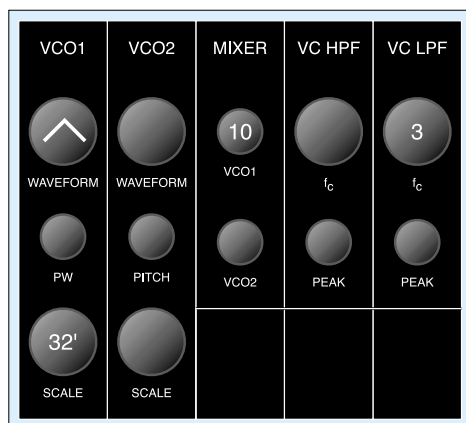 VCO1 VCO2 MIXER VC HPF VC LPF
10 3
VCO1
WAVEFORM WAVEFORM fc fc
PW PITCH VCO2 PEAK PEAK
32'
SCALE SCALE